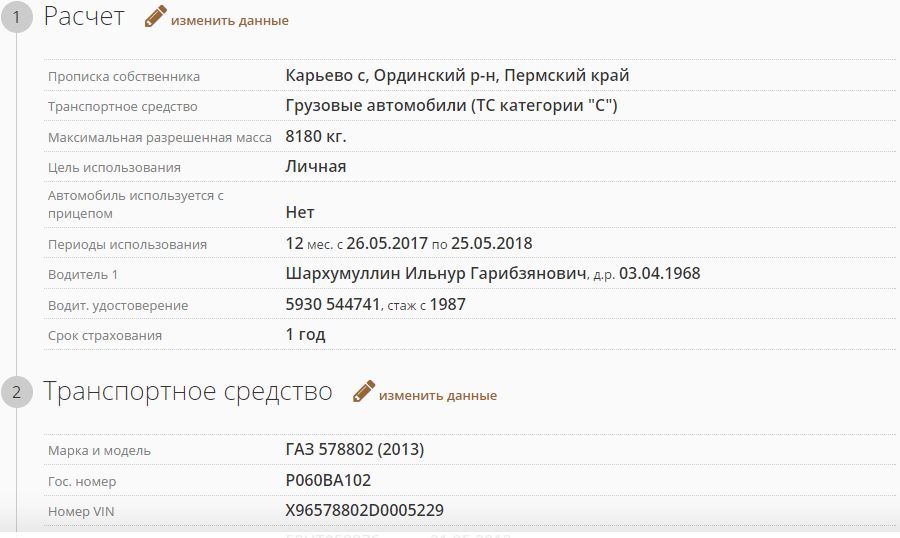 1 Расчет изменить данные
Прописка собственника Карьево с, Ординский р-н, Пермский край
Транспортное средство Грузовые автомобили (ТС категории "С")
Максимальная разрешенная масса 8180 кг.
Цель использования Личная
Автомобиль используется с
прицепом Нет
Периоды использования 12 мес. с 26.05.2017 по 25.05.2018
Водитель 1 Шархумуллин Ильнур Гарибзянович, д.р. 03.04.1968
Водит. удостоверение 5930 544741, стаж с 1987
Срок страхования 1 год
2 Транспортное средство изменить данные
Марка и модель ГАЗ 578802 (2013)
Гос. номер Р060ВА102
Номер VIN X96578802D0005229